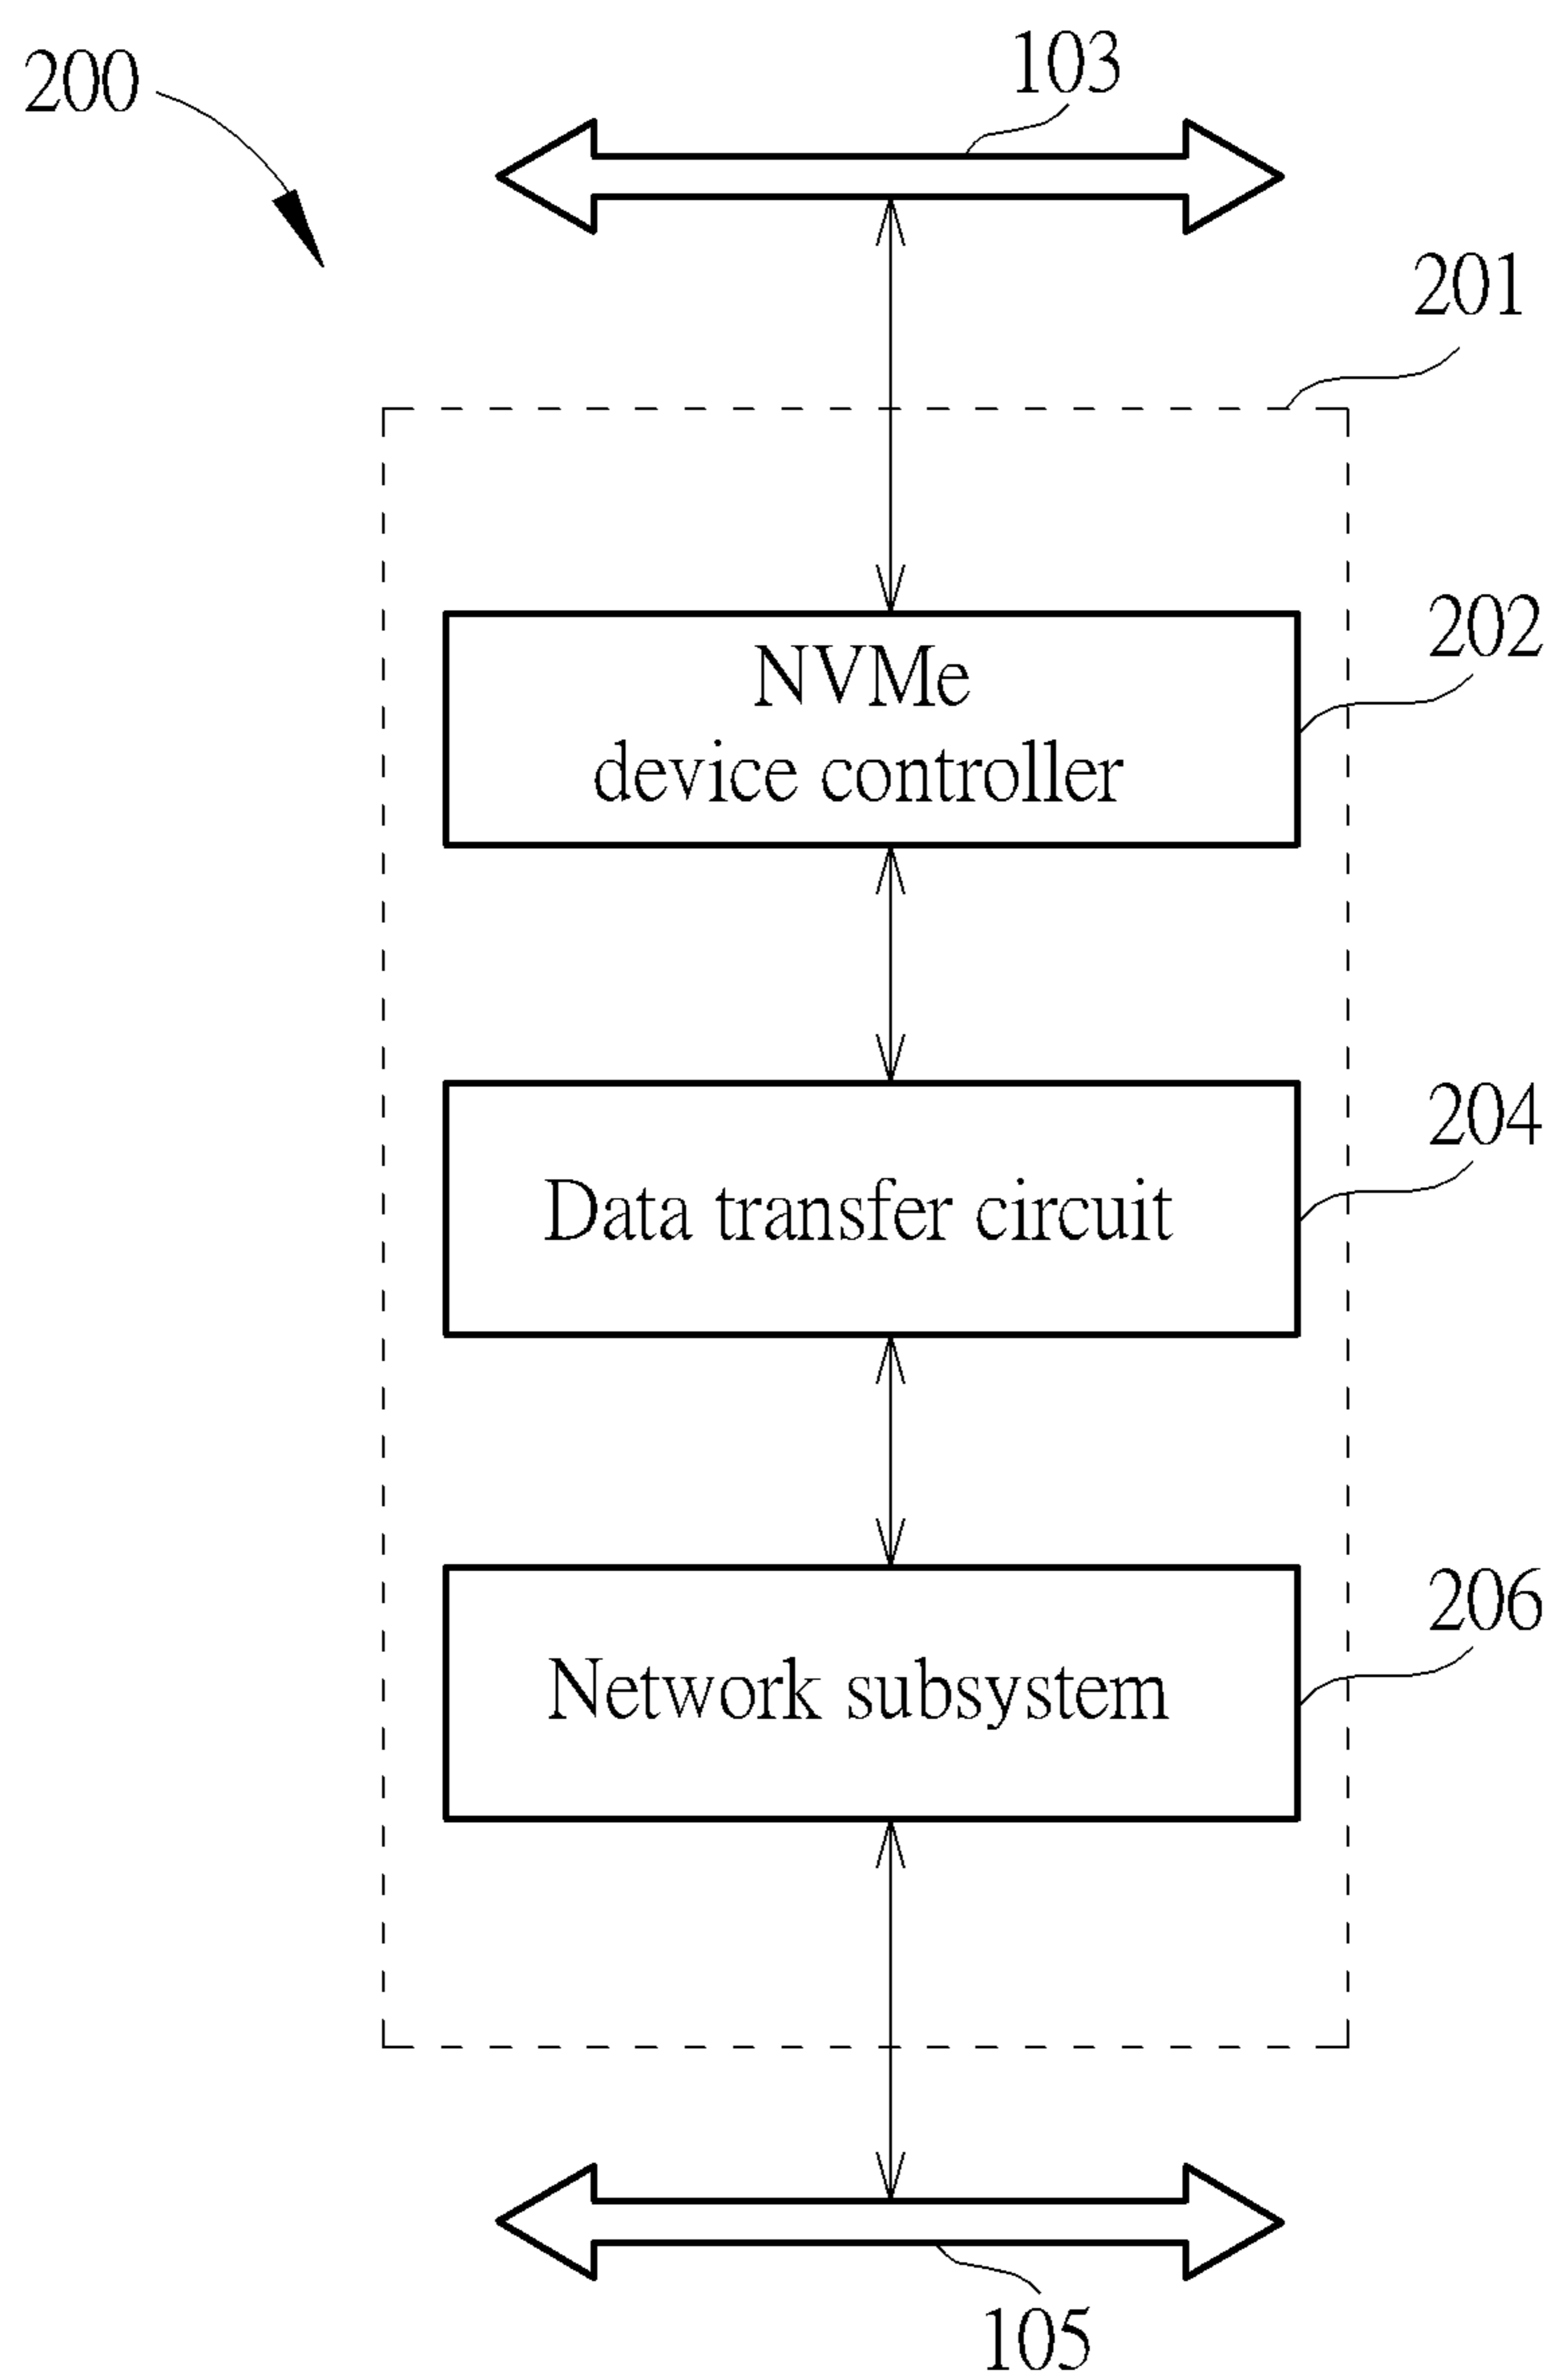 200
103
201
NVMe
device controller
202
Data transfer circuit
204
Network subsystem
206
105